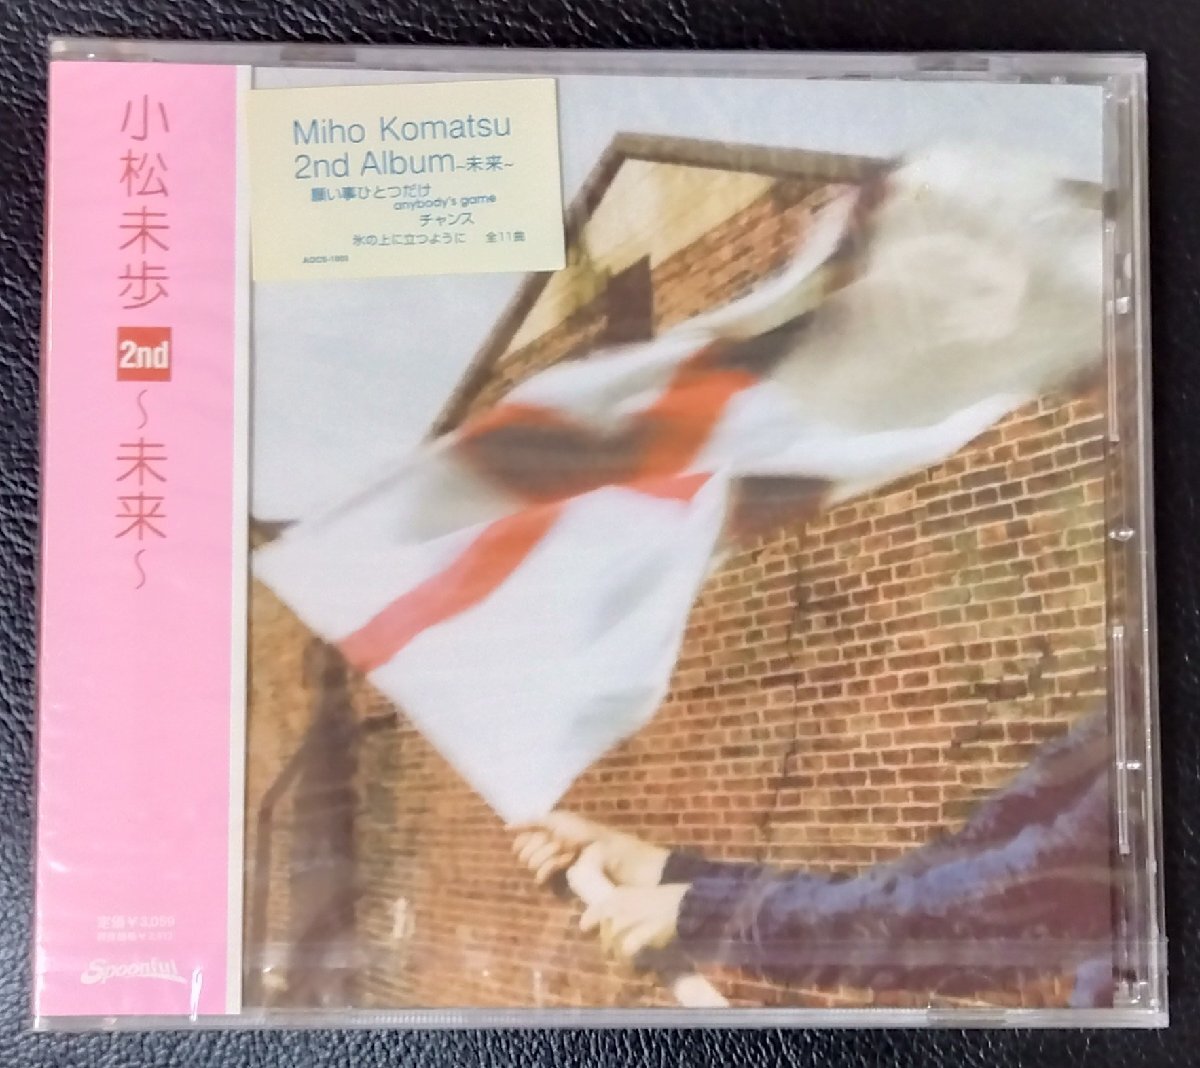 小松未歩
2nd
～未来～
Miho Komatsu
2nd Album~未来~
願い事ひとつだけ
anybody's game
チャンス
氷の上に立つように 全11曲
定価￥3,059
Spoonful